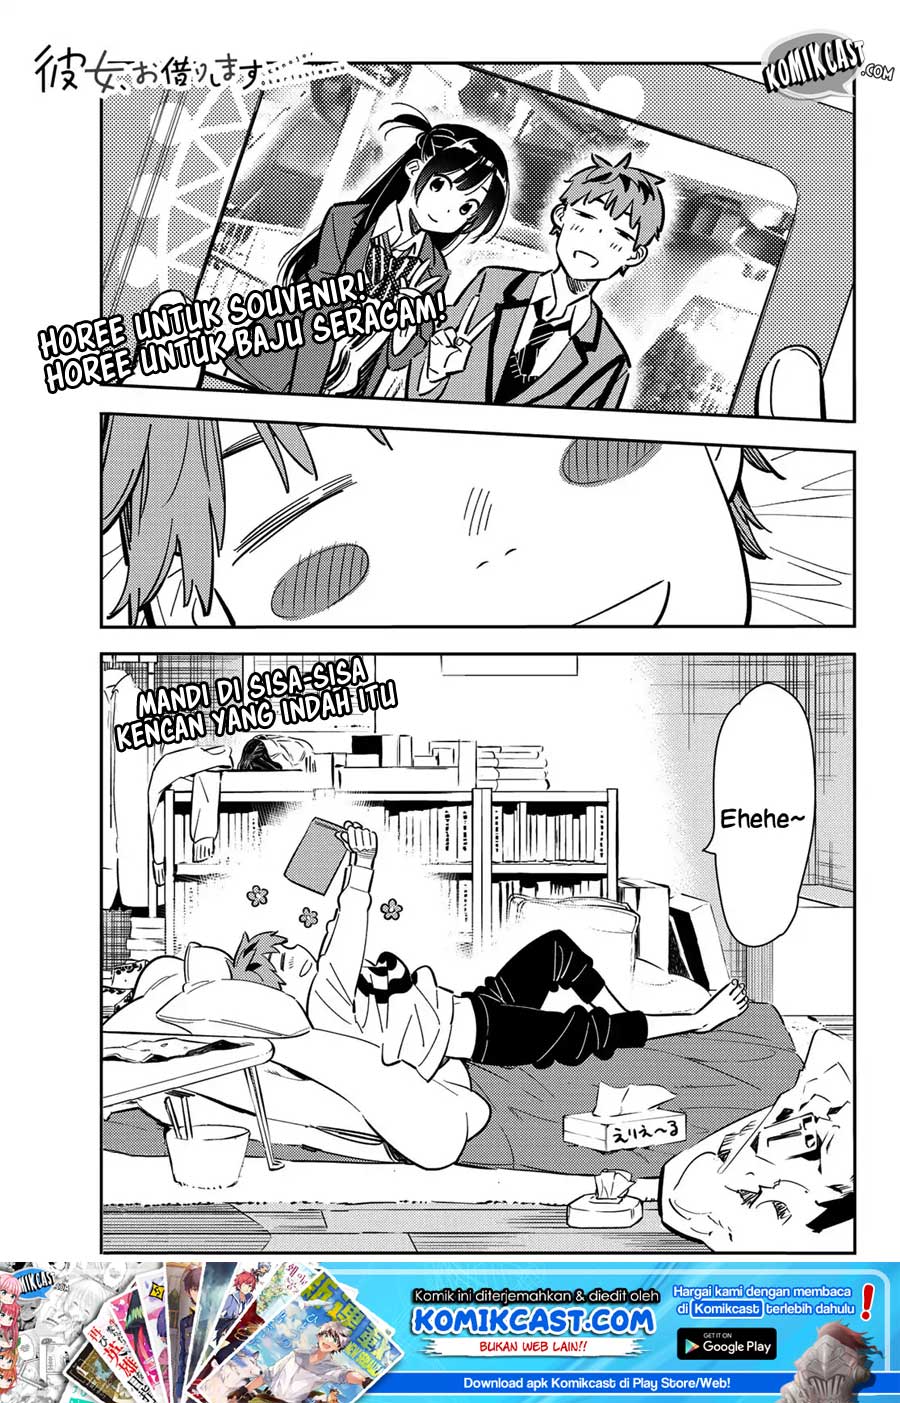 彼女、お借りします
KOMIKCAST.COM
HOREE UNTUK SOUVENIR!
HOREE UNTUK BAJU SERAGAM!
MANDI DI SISA-SISA
KENCAN YANG INDAH ITU
Ehehe~
えりえ~る
KOMIKCAST.COM
Komik ini diterjemahkan & diedit oleh
KOMIKCAST.COM
BUKAN WEB LAIN!!
Hargai kami dengan membaca
di Komikcast terlebih dahulu !
GET IT ON
Google Play
Download apk Komikcast di Play Store/Web!